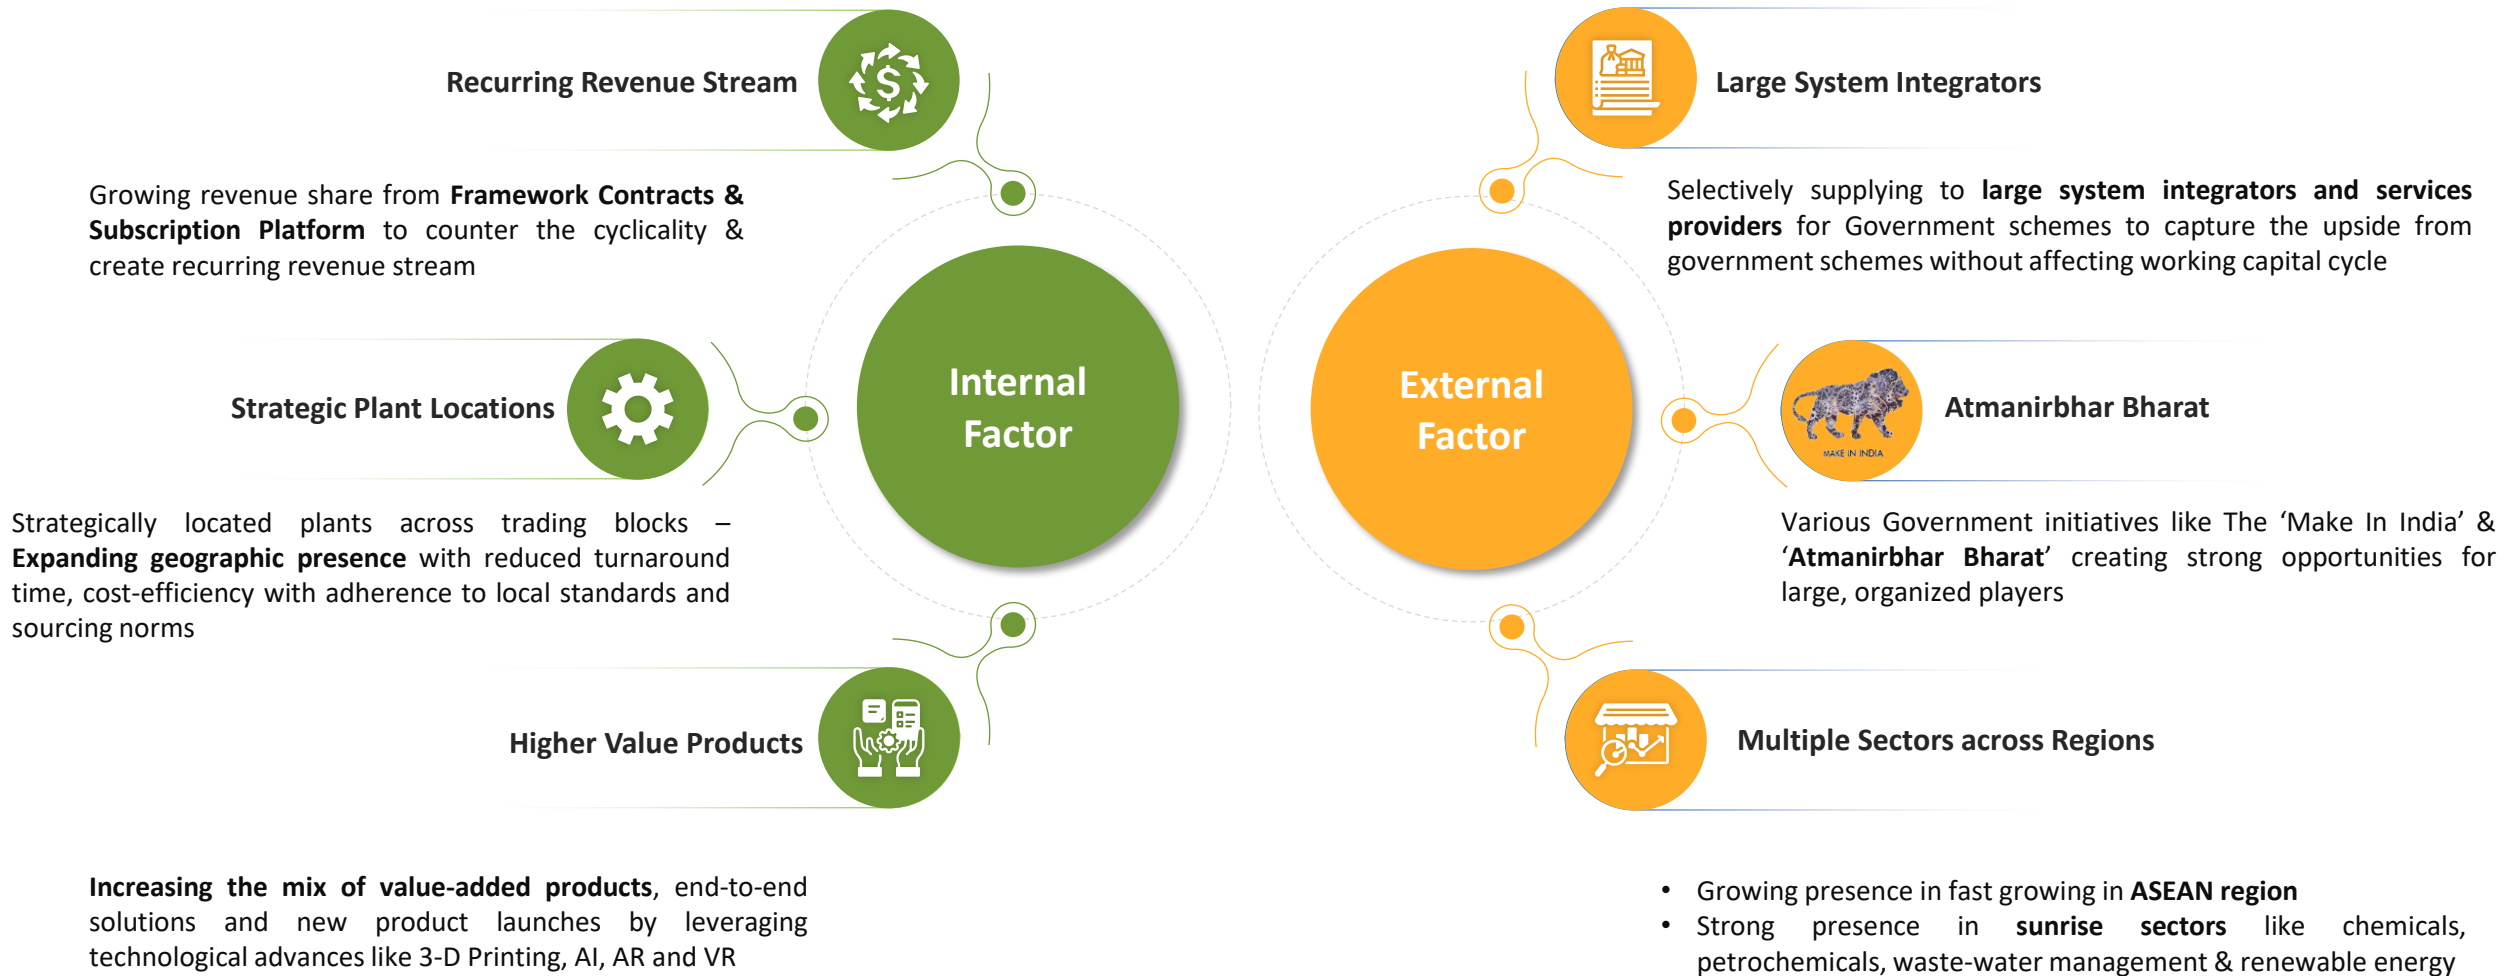 Recurring Revenue Stream
Growing revenue share from Framework Contracts &
Subscription Platform to counter the cyclicality &
create recurring revenue stream
Strategic Plant Locations
Strategically located plants across trading blocks –
Expanding geographic presence with reduced turnaround
time, cost-efficiency with adherence to local standards and
sourcing norms
Higher Value Products
Increasing the mix of value-added products, end-to-end
solutions and new product launches by leveraging
technological advances like 3-D Printing, AI, AR and VR
Internal
Factor
External
Factor
Large System Integrators
Selectively supplying to large system integrators and services
providers for Government schemes to capture the upside from
government schemes without affecting working capital cycle
MAKE IN INDIA
Atmanirbhar Bharat
Various Government initiatives like The ‘Make In India’ &
‘Atmanirbhar Bharat’ creating strong opportunities for
large, organized players
Multiple Sectors across Regions
• Growing presence in fast growing in ASEAN region
• Strong presence in sunrise sectors like chemicals,
petrochemicals, waste-water management & renewable energy